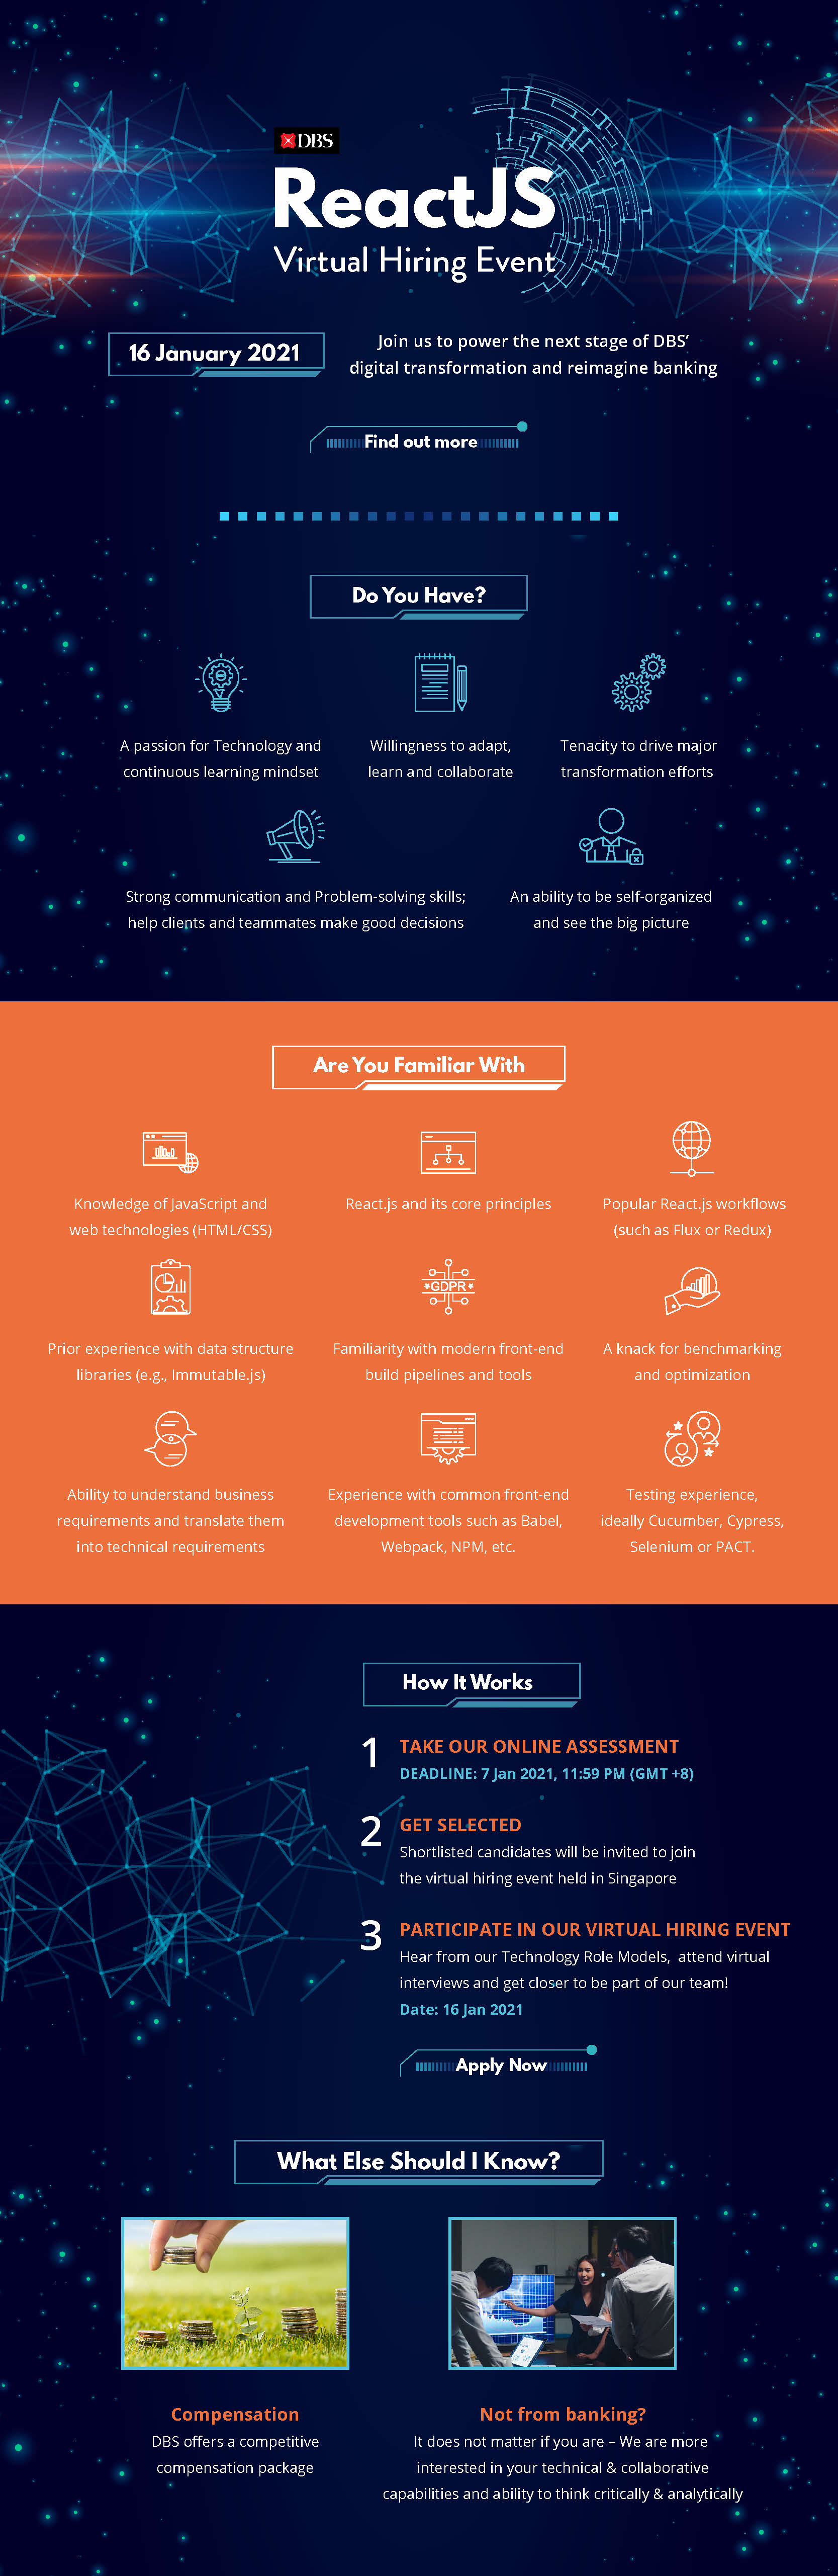 DBS
ReactJS
Virtual Hiring Event
16 January 2021
Join us to power the next stage of DBS’
digital transformation and reimagine banking
Find out more
Do You Have?
A passion for Technology and
continuous learning mindset
Willingness to adapt,
learn and collaborate
Tenacity to drive major
transformation efforts
Strong communication and Problem-solving skills;
help clients and teammates make good decisions
An ability to be self-organized
and see the big picture
Are You Familiar With
Knowledge of JavaScript and
web technologies (HTML/CSS)
React.js and its core principles
Popular React.js workflows
(such as Flux or Redux)
GDPR
Prior experience with data structure
libraries (e.g., Immutable.js)
Familiarity with modern front-end
build pipelines and tools
A knack for benchmarking
and optimization
Ability to understand business
requirements and translate them
into technical requirements
Experience with common front-end
development tools such as Babel,
Webpack, NPM, etc.
Testing experience,
ideally Cucumber, Cypress,
Selenium or PACT.
How It Works
1 TAKE OUR ONLINE ASSESSMENT
DEADLINE: 7 Jan 2021, 11:59 PM (GMT +8)
2 GET SELECTED
Shortlisted candidates will be invited to join
the virtual hiring event held in Singapore
3 PARTICIPATE IN OUR VIRTUAL HIRING EVENT
Hear from our Technology Role Models, attend virtual
interviews and get closer to be part of our team!
Date: 16 Jan 2021
Apply Now
What Else Should I Know?
Compensation
DBS offers a competitive
compensation package
Not from banking?
It does not matter if you are – We are more
interested in your technical & collaborative
capabilities and ability to think critically & analytically